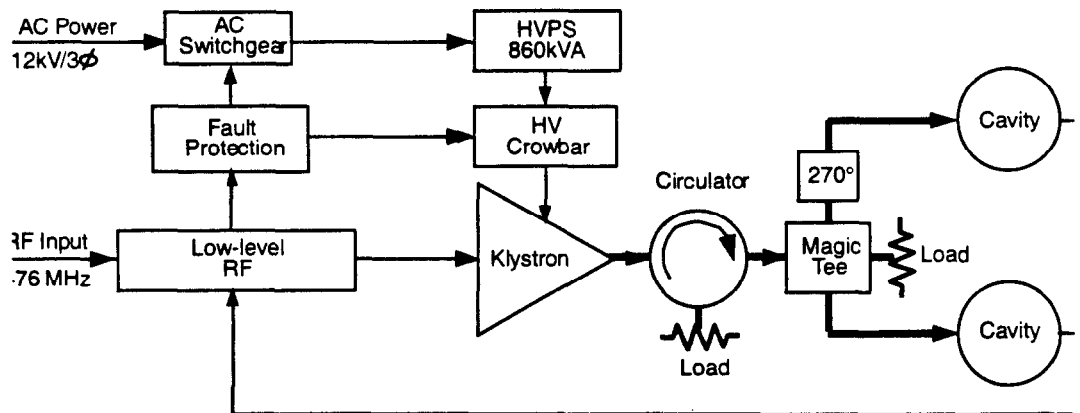 AC Power
12kV/3ϕ
AC
Switchgear
HVPS
860kVA
Fault
Protection
HV
Crowbar
Cavity
270°
Circulator
RF Input
76 MHz
Low-level
RF
Klystron
Magic
Tee
Load
Load
Cavity